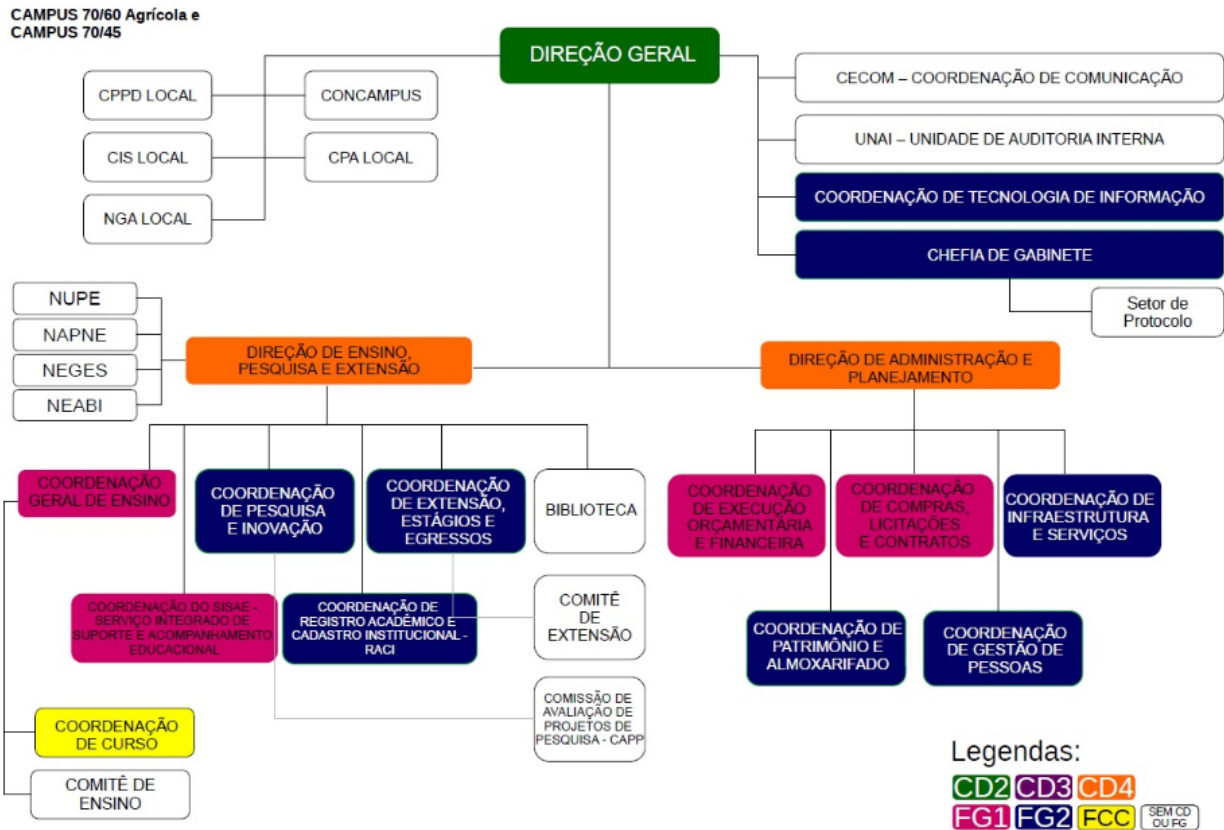 CAMPUS 70/60 Agrícola e
CAMPUS 70/45
DIREÇÃO GERAL
CPPD LOCAL
CONCAMPUS
CIS LOCAL
CPA LOCAL
NGA LOCAL
CECOM – COORDENAÇÃO DE COMUNICAÇÃO
UNAI – UNIDADE DE AUDITORIA INTERNA
COORDENAÇÃO DE TECNOLOGIA DE INFORMAÇÃO
CHEFIA DE GABINETE
Setor de
Protocolo
NUPE
NAPNE
NEGES
NEABI
DIREÇÃO DE ENSINO,
PESQUISA E EXTENSÃO
DIREÇÃO DE ADMINISTRAÇÃO E
PLANEJAMENTO
COORDENAÇÃO
GERAL DE ENSINO
COORDENAÇÃO
DE PESQUISA
E INOVAÇÃO
COORDENAÇÃO
DE EXTENSÃO,
ESTÁGIOS E
EGRESSOS
BIBLIOTECA
COORDENAÇÃO
DE EXECUÇÃO
ORÇAMENTÁRIA
E FINANCEIRA
COORDENAÇÃO
DE COMPRAS,
LICITAÇÕES
E CONTRATOS
COORDENAÇÃO DE
INFRAESTRUTURA
E SERVIÇOS
COORDENAÇÃO DO SISAE -
SERVIÇO INTEGRADO DE
SUPORTE E ACOMPANHAMENTO
EDUCACIONAL
COORDENAÇÃO DE
REGISTRO ACADÊMICO E
CADASTRO INSTITUCIONAL -
RACI
COMITÊ
DE
EXTENSÃO
COORDENAÇÃO DE
PATRIMÔNIO E
ALMOXARIFADO
COORDENAÇÃO
DE GESTÃO DE
PESSOAS
COMISSÃO DE
AVALIAÇÃO DE
PROJETOS DE
PESQUISA - CAPP
COORDENAÇÃO
DE CURSO
COMITÊ DE
ENSINO
Legendas:
CD2 CD3 CD4
FG1 FG2 FCC SEM CD
OU FG